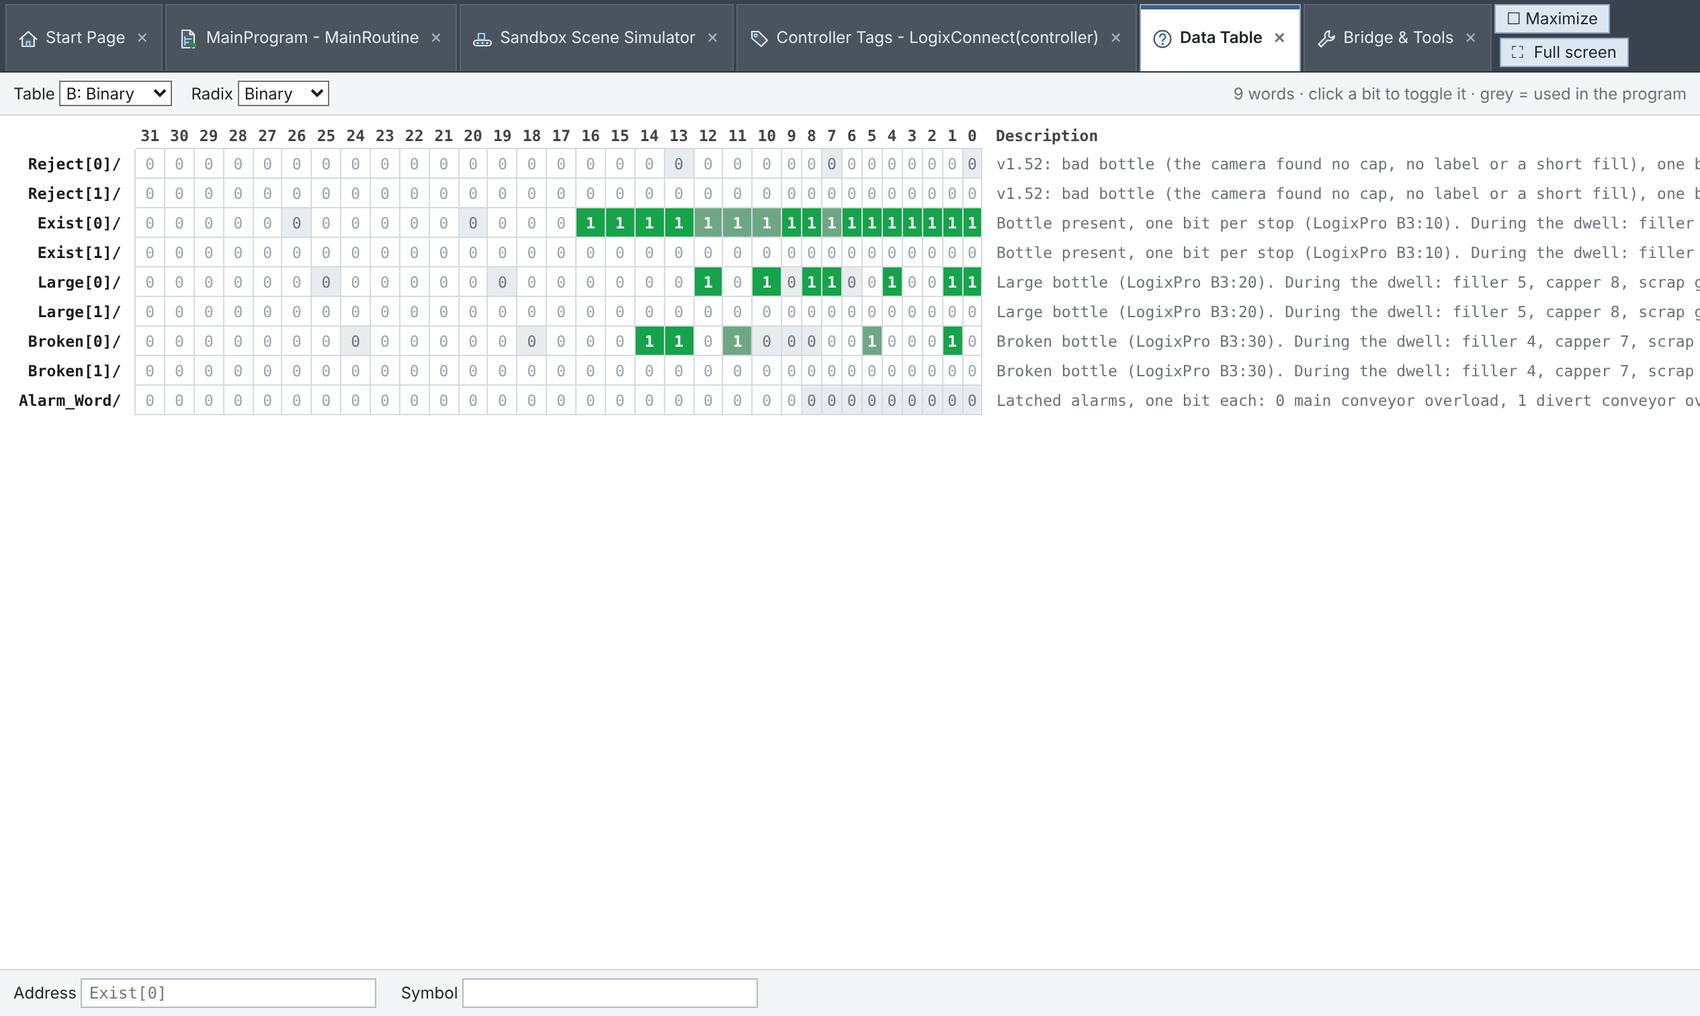 Start Page ×
MainProgram - MainRoutine ×
Sandbox Scene Simulator ×
Controller Tags - LogixConnect(controller) ×
Data Table ×
Bridge & Tools ×
Maximize
Full screen
Table B: Binary Radix Binary 9 words · click a bit to toggle it · grey = used in the program
31 30 29 28 27 26 25 24 23 22 21 20 19 18 17 16 15 14 13 12 11 10 9 8 7 6 5 4 3 2 1 0 Description
Reject[0]/ 0 0 0 0 0 0 0 0 0 0 0 0 0 0 0 0 0 0 0 0 0 0 0 0 0 0 0 0 0 0 0 0 v1.52: bad bottle (the camera found no cap, no label or a short fill), one b
Reject[1]/ 0 0 0 0 0 0 0 0 0 0 0 0 0 0 0 0 0 0 0 0 0 0 0 0 0 0 0 0 0 0 0 0 v1.52: bad bottle (the camera found no cap, no label or a short fill), one b
Exist[0]/ 0 0 0 0 0 0 0 0 0 0 0 0 0 0 0 1 1 1 1 1 1 1 1 1 1 1 1 1 1 1 1 1 Bottle present, one bit per stop (LogixPro B3:10). During the dwell: filler
Exist[1]/ 0 0 0 0 0 0 0 0 0 0 0 0 0 0 0 0 0 0 0 0 0 0 0 0 0 0 0 0 0 0 0 0 Bottle present, one bit per stop (LogixPro B3:10). During the dwell: filler
Large[0]/ 0 0 0 0 0 0 0 0 0 0 0 0 0 0 0 0 0 0 0 1 0 1 0 1 1 0 0 1 0 0 1 1 Large bottle (LogixPro B3:20). During the dwell: filler 5, capper 8, scrap g
Large[1]/ 0 0 0 0 0 0 0 0 0 0 0 0 0 0 0 0 0 0 0 0 0 0 0 0 0 0 0 0 0 0 0 0 Large bottle (LogixPro B3:20). During the dwell: filler 5, capper 8, scrap g
Broken[0]/ 0 0 0 0 0 0 0 0 0 0 0 0 0 0 0 0 0 1 1 0 1 0 0 0 0 0 1 0 0 0 1 0 Broken bottle (LogixPro B3:30). During the dwell: filler 4, capper 7, scrap
Broken[1]/ 0 0 0 0 0 0 0 0 0 0 0 0 0 0 0 0 0 0 0 0 0 0 0 0 0 0 0 0 0 0 0 0 Broken bottle (LogixPro B3:30). During the dwell: filler 4, capper 7, scrap
Alarm_Word/ 0 0 0 0 0 0 0 0 0 0 0 0 0 0 0 0 0 0 0 0 0 0 0 0 0 0 0 0 0 0 0 0 Latched alarms, one bit each: 0 main conveyor overload, 1 divert conveyor ov
Address Exist[0] Symbol